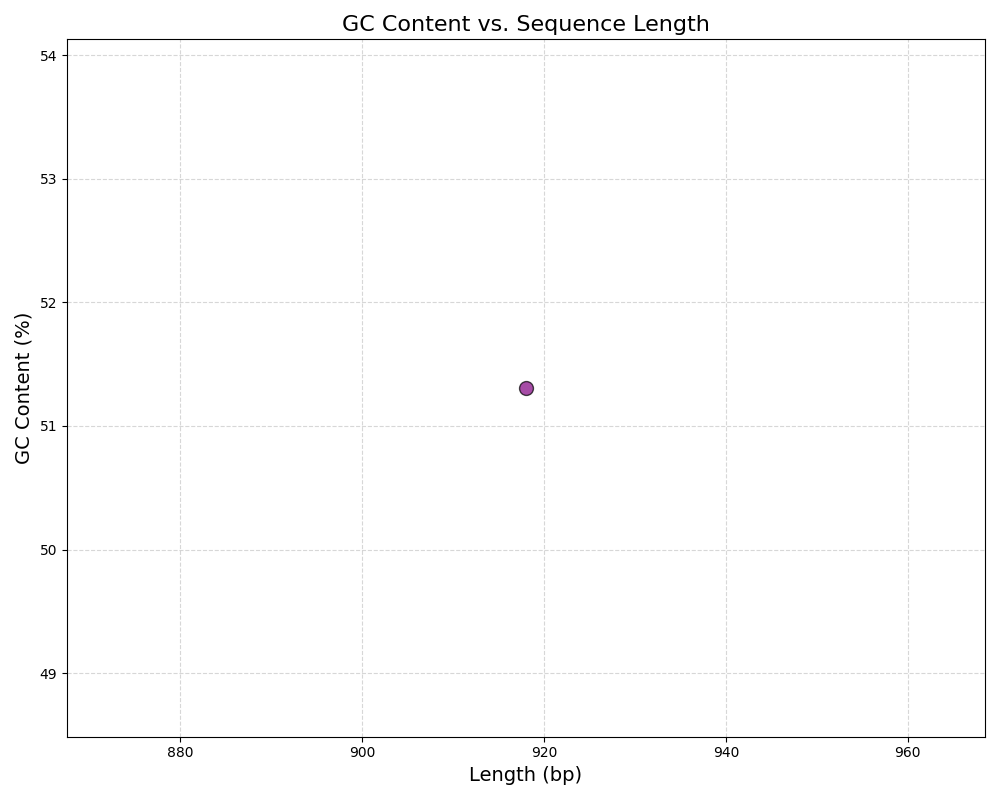 GC Content vs. Sequence Length
GC Content (%)
54
53
52
51
50
49
880 900 920 940 960
Length (bp)